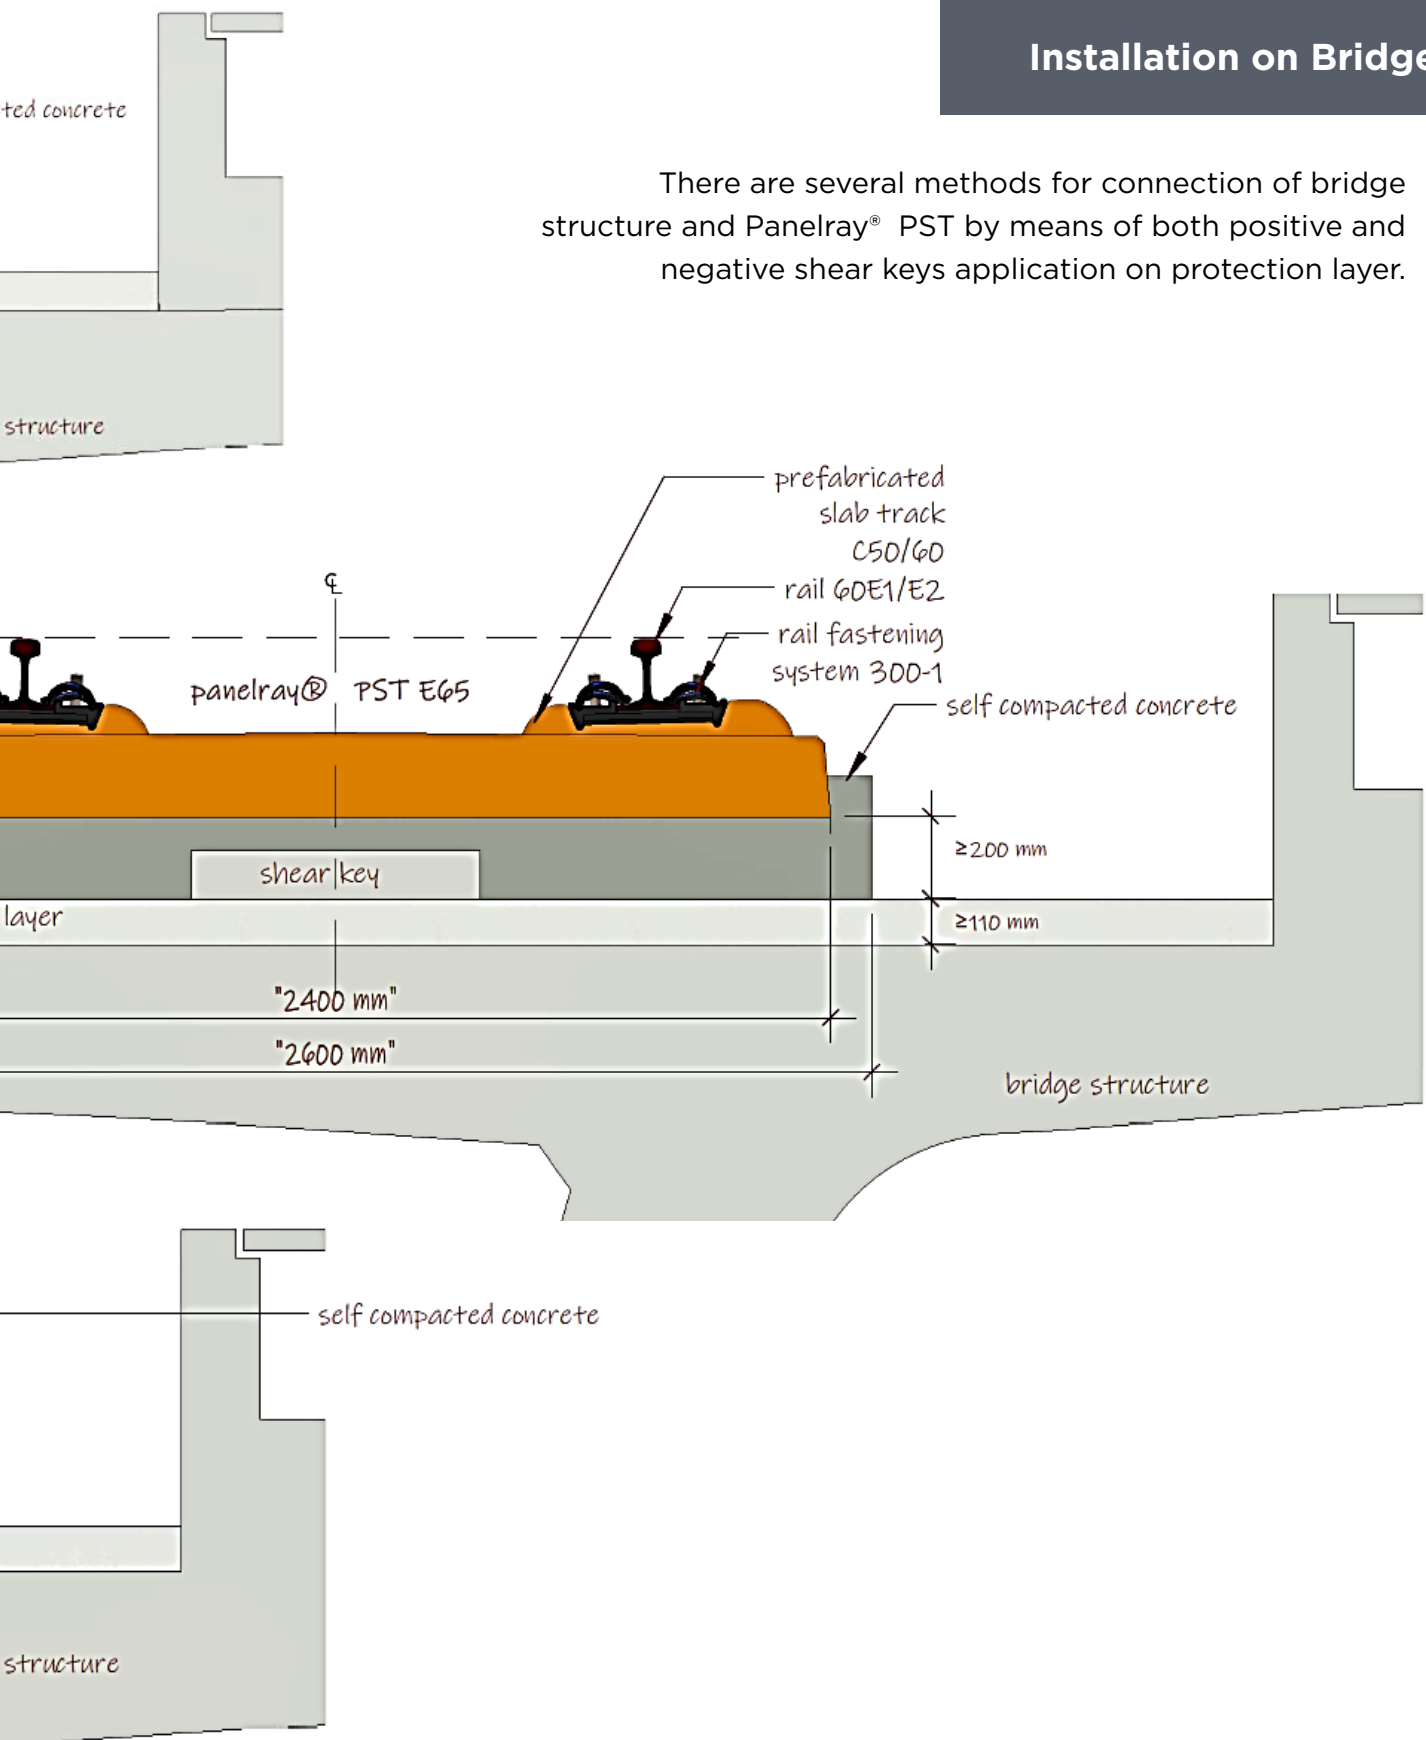 Installation on Bridge
ted concrete
There are several methods for connection of bridge
structure and Panelray® PST by means of both positive and
negative shear keys application on protection layer.
structure
prefabricated
slab track
C50/60
rail 60E1/E2
rail fastening
system 300-1
self compacted concrete
℄
panelray® PST E65
≥200 mm
shear key
layer
≥110 mm
"2400 mm"
"2600 mm"
bridge structure
self compacted concrete
structure